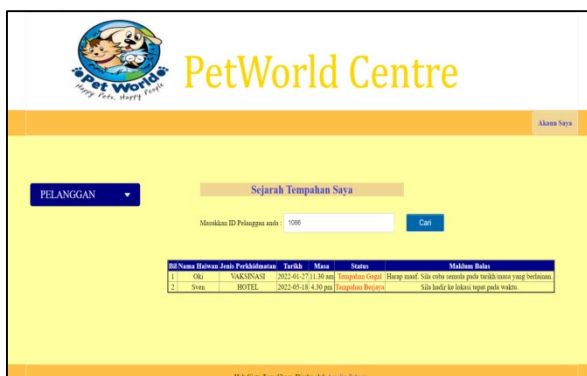 Pet World
Happy Pets, Happy People
PetWorld Centre
Akaun Saya
PELANGGAN
Sejarah Tempahan Saya
Masukkan ID Pelanggan anda : 1086 Cari
Bil Nama Haiwan Jenis Perkhidmatan Tarikh Masa Status Maklum Balas
1 Oki VAKSINASI 2022-01-27 11.30 am Tempahan Gagal Harap maaf. Sila cuba semula pada tarikh/masa yang berlainan.
2 Sven HOTEL 2022-05-18 4.30 pm Tempahan Berjaya Sila hadir ke lokasi tepat pada waktu.